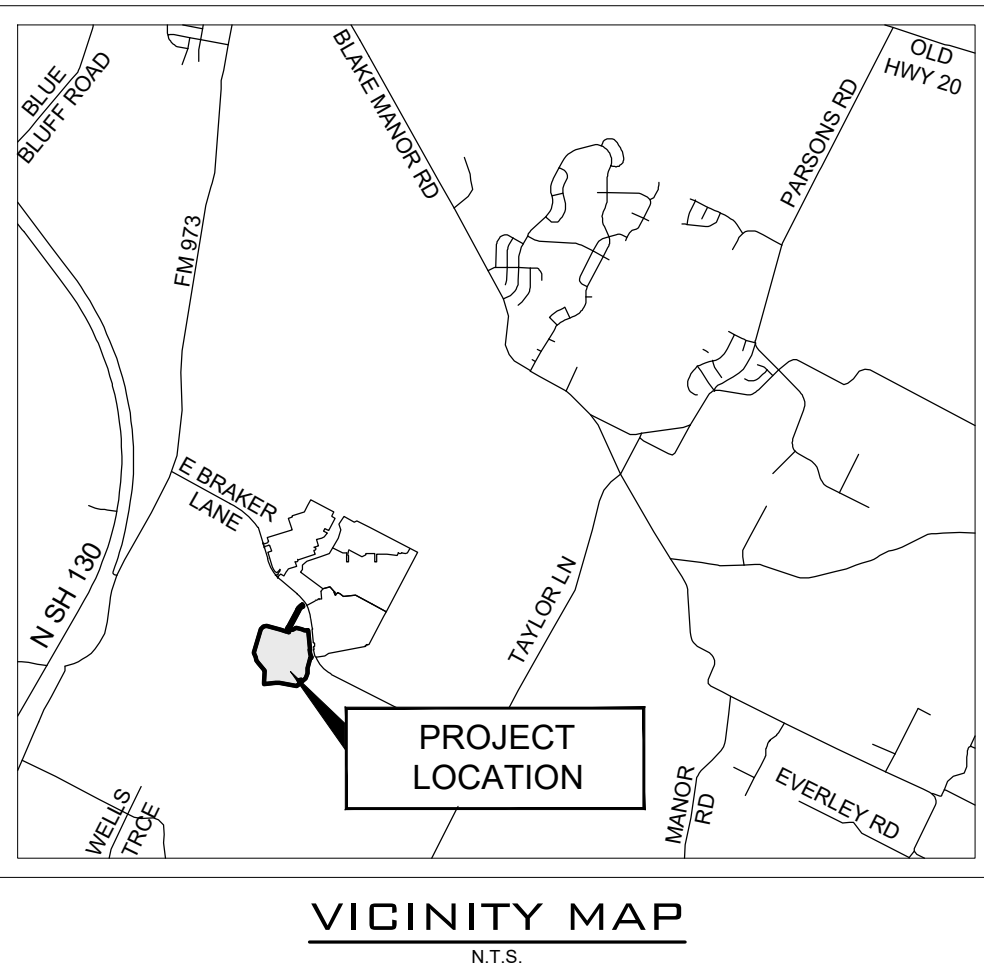 BLUE
BLUFF ROAD
FM 973
BLAKE MANOR RD
OLD
HWY 20
PARSONS RD
E BRAKER
LANE
N SH 130
TAYLOR LN
PROJECT
LOCATION
WELLS
TRCE
MANOR
RD
EVERLEY RD
VICINITY MAP
N.T.S.